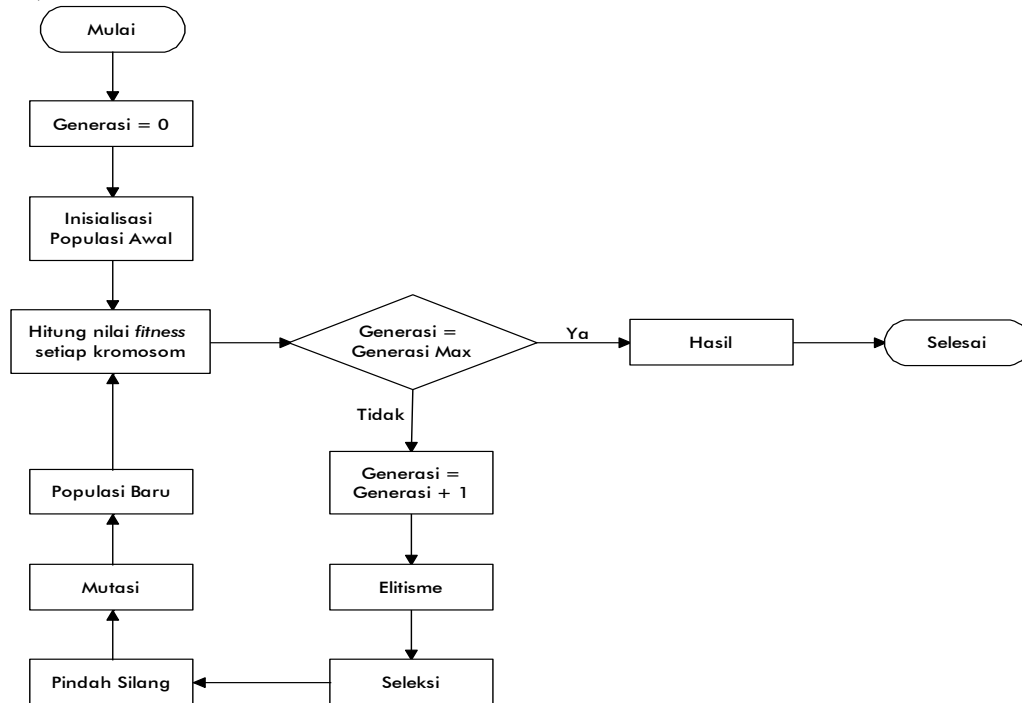 Mulai
Generasi = 0
Inisialisasi
Populasi Awal
Hitung nilai fitness
setiap kromosom
Generasi =
Generasi Max
Ya
Hasil
Selesai
Tidak
Generasi =
Generasi + 1
Elitisme
Seleksi
Pindah Silang
Mutasi
Populasi Baru